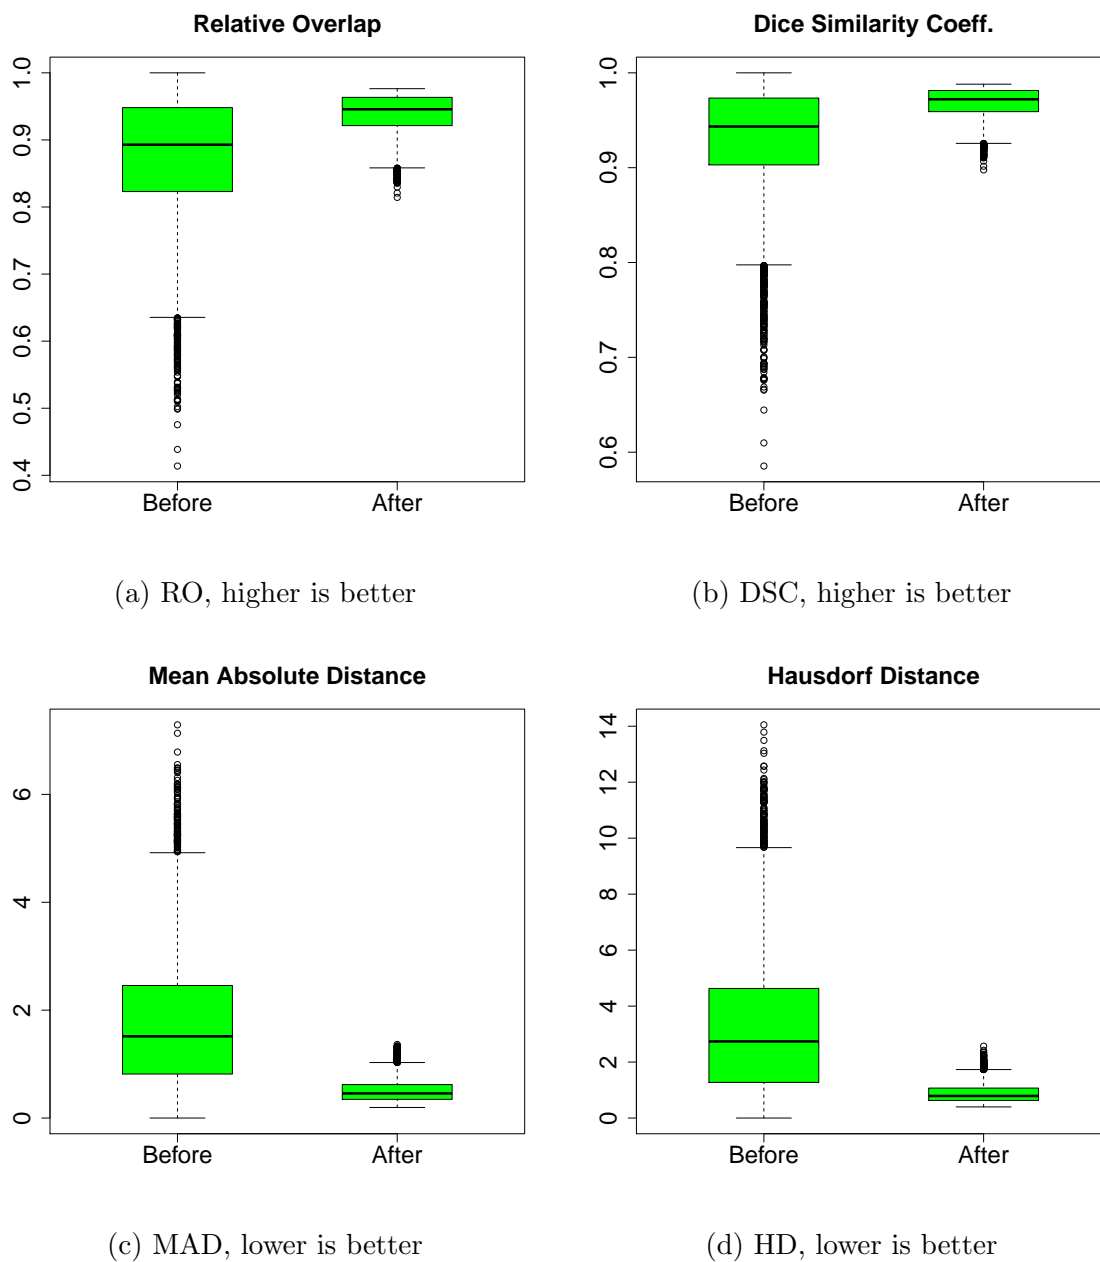 Relative Overlap
1.0
0.9
0.8
0.7
0.6
0.5
0.4
Before After
(a) RO, higher is better
Dice Similarity Coeff.
1.0
0.9
0.8
0.7
0.6
Before After
(b) DSC, higher is better
Mean Absolute Distance
6
4
2
0
Before After
(c) MAD, lower is better
Hausdorf Distance
14
12
10
8
6
4
2
0
Before After
(d) HD, lower is better